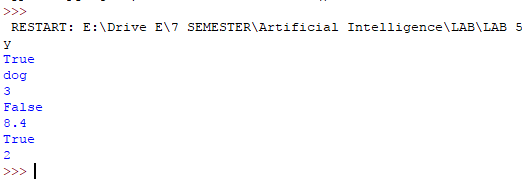 >>>
RESTART: E:\Drive E\7 SEMESTER\Artificial Intelligence\LAB\LAB 5
y
True
dog
3
False
8.4
True
2
>>>